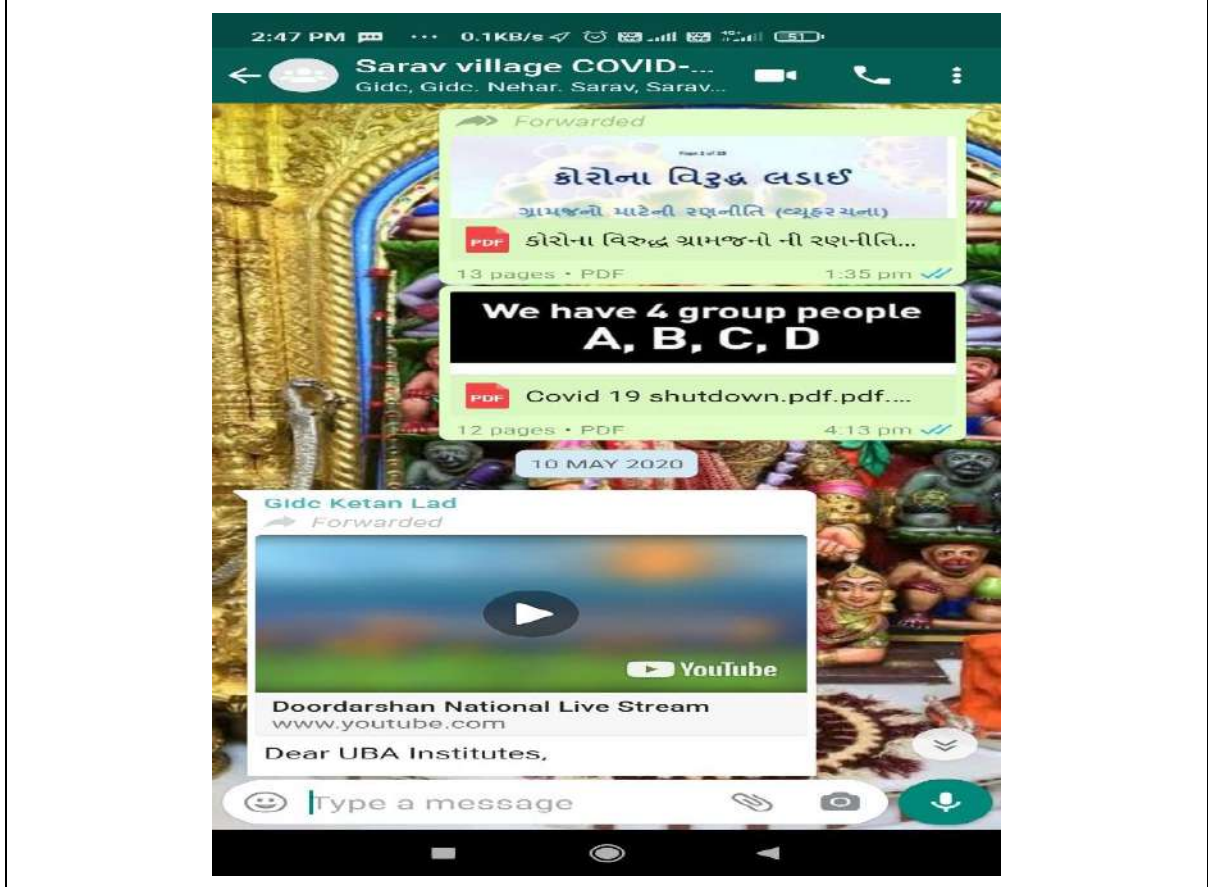 2:47 PM ... 0.1KB/s 51
Sarav village COVID-...
Gidc, Gidc. Nehar. Sarav, Sarav...
Forwarded
કોરોના વિરુદ્ધ લડાઈ
ગ્રામજનો માટેની રણનીતિ (વ્યૂહરચના)
PDF કોરોના વિરુદ્ધ ગ્રામજનો ની રણનીતિ...
13 pages • PDF 1:35 pm
We have 4 group people
A, B, C, D
PDF Covid 19 shutdown.pdf.pdf....
12 pages • PDF 4:13 pm
10 MAY 2020
Gidc Ketan Lad
Forwarded
YouTube
Doordarshan National Live Stream
www.youtube.com
Dear UBA Institutes,
Type a message